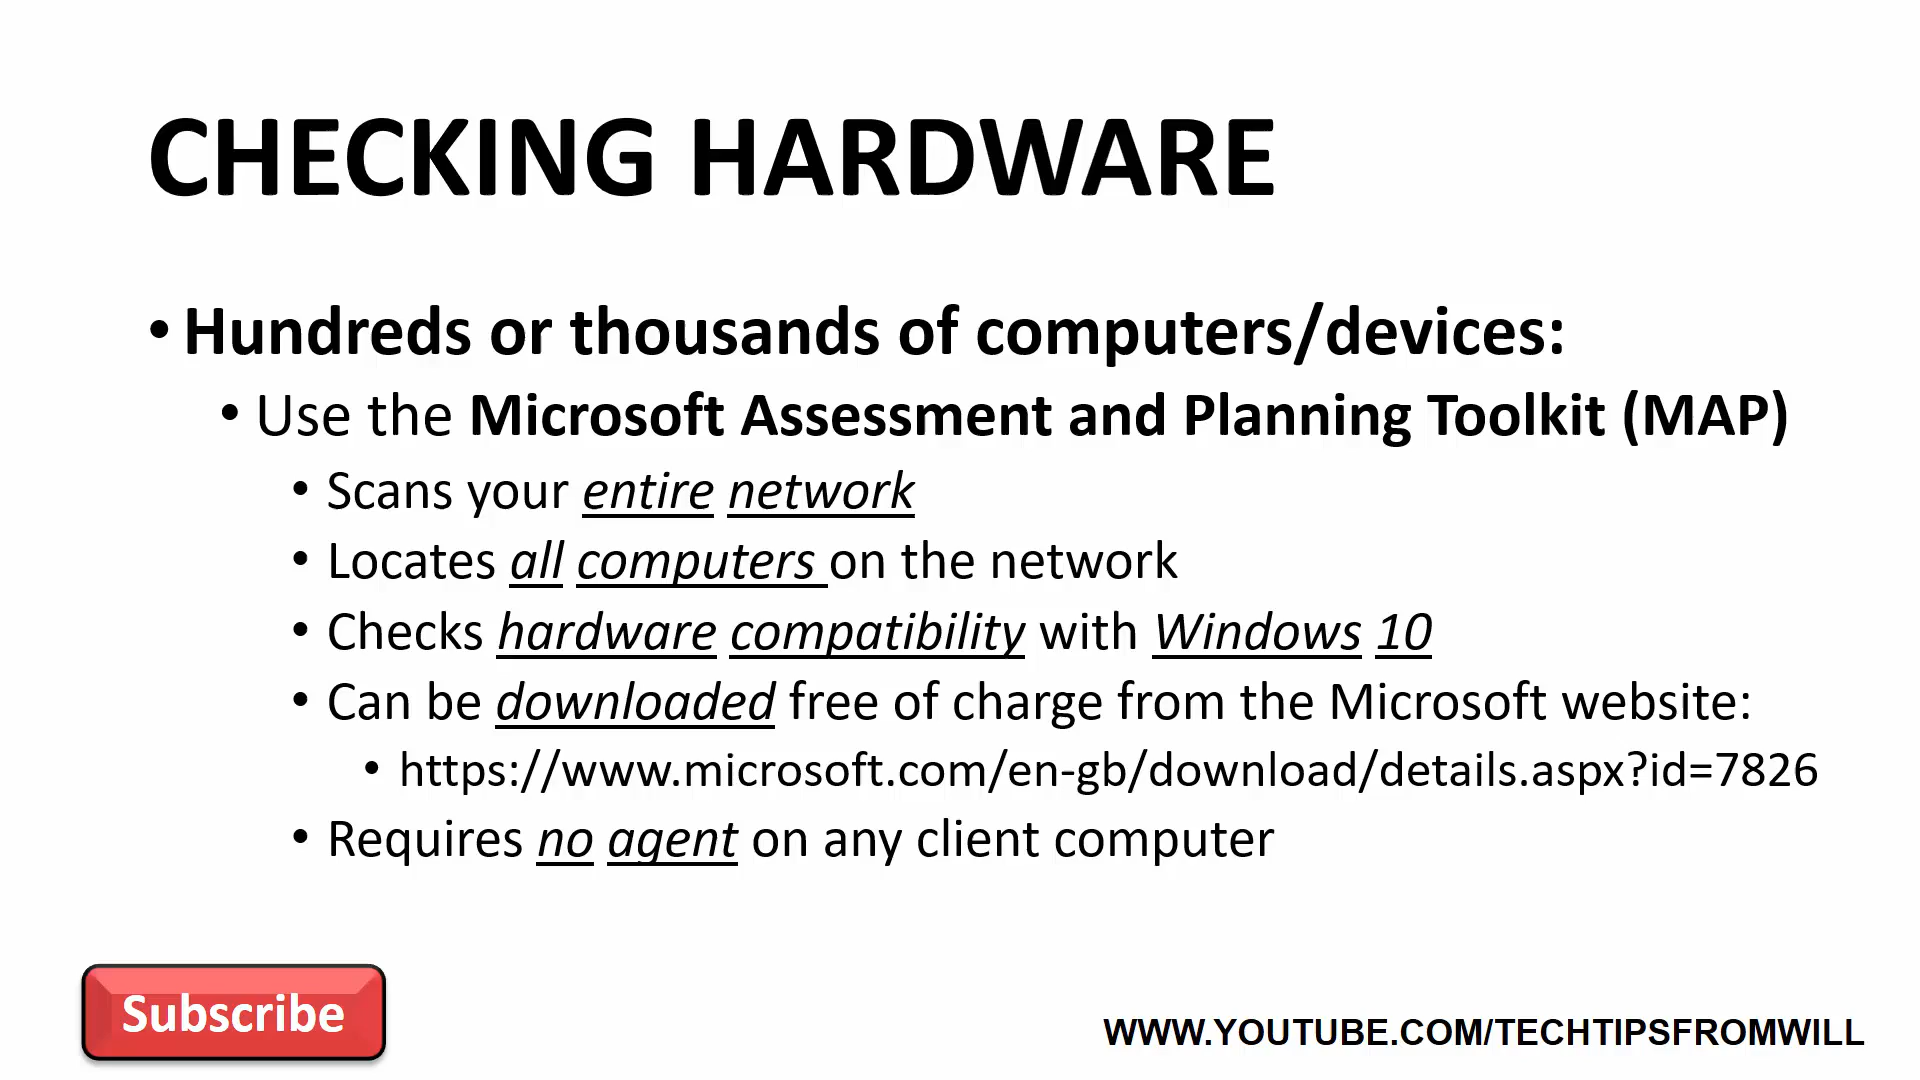 CHECKING HARDWARE
• Hundreds or thousands of computers/devices:
• Use the Microsoft Assessment and Planning Toolkit (MAP)
• Scans your entire network
• Locates all computers on the network
• Checks hardware compatibility with Windows 10
• Can be downloaded free of charge from the Microsoft website:
• https://www.microsoft.com/en-gb/download/details.aspx?id=7826
• Requires no agent on any client computer
Subscribe
WWW.YOUTUBE.COM/TECHTIPSFROMWILL